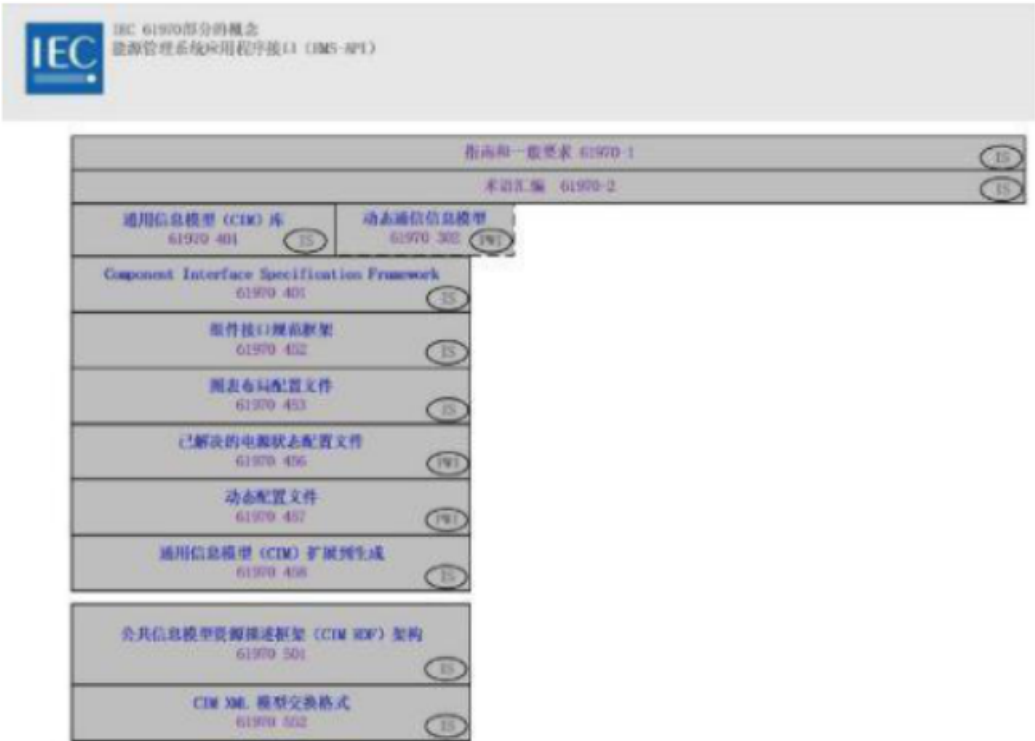 IEC
IEC 61970部分的概念
能源管理系统应用程序接口（EMS-API）
指南和一般要求 61970-1
IS
术语汇编 61970-2
IS
通用信息模型（CIM）库
61970 401
IS
动态通信信息模型
61970 302
PWI
Component Interface Specification Framework
61970 401
IS
组件接口规范框架
61970 452
IS
图表布局配置文件
61970 453
IS
已解决的电源状态配置文件
61970 456
PWI
动态配置文件
61970 457
PWI
通用信息模型（CIM）扩展到生成
61970 458
IS
公共信息模型资源描述框架（CIM RDF）架构
61970 501
IS
CIM XML 模型交换格式
61970 552
IS